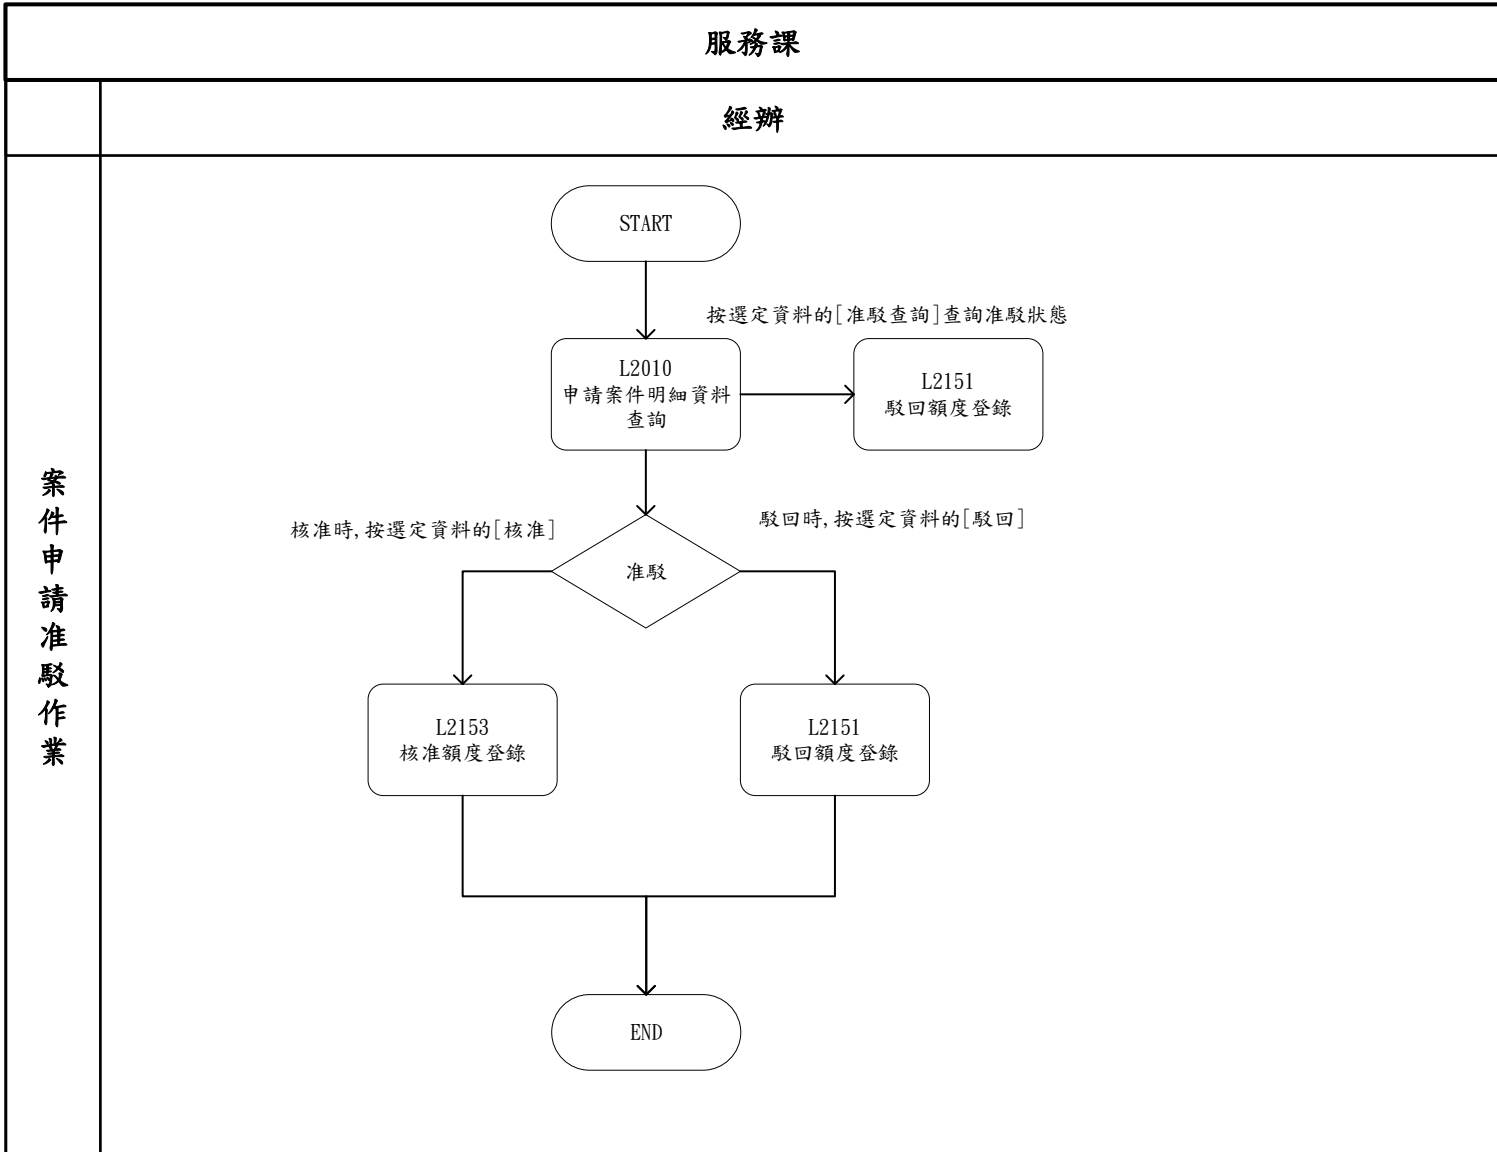 服務課
經辦
案件申請准駁作業
START
按選定資料的[准駁查詢]查詢准駁狀態
L2010
申請案件明細資料
查詢
L2151
駁回額度登錄
核准時,按選定資料的[核准]
駁回時,按選定資料的[駁回]
准駁
L2153
核准額度登錄
L2151
駁回額度登錄
END